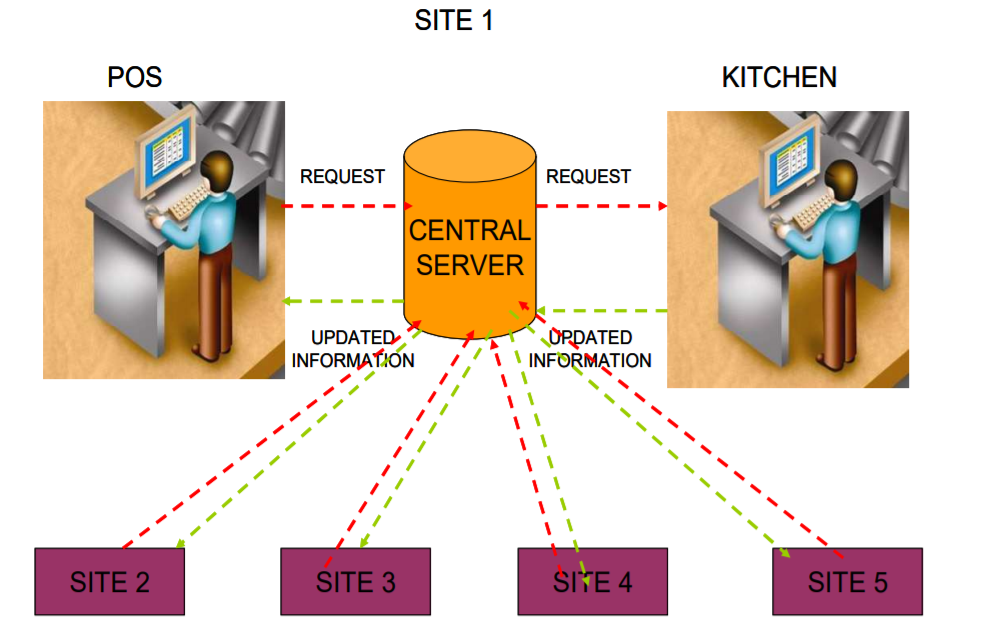 SITE 1
POS
KITCHEN
REQUEST
REQUEST
CENTRAL
SERVER
UPDATED
INFORMATION
UPDATED
INFORMATION
SITE 2
SITE 3
SITE 4
SITE 5